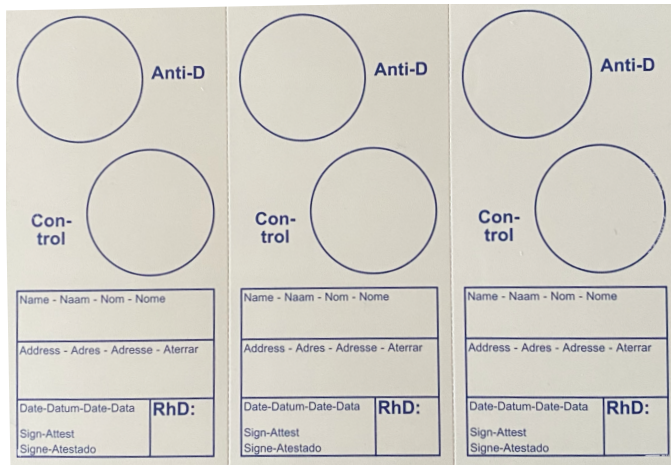 Anti-D
Con-
trol
Name - Naam - Nom - Nome
Address - Adres - Adresse - Aterrar
Date-Datum-Date-Data
RhD:
Sign-Attest
Signe-Atestado
Anti-D
Con-
trol
Name - Naam - Nom - Nome
Address - Adres - Adresse - Aterrar
Date-Datum-Date-Data
RhD:
Sign-Attest
Signe-Atestado
Anti-D
Con-
trol
Name - Naam - Nom - Nome
Address - Adres - Adresse - Aterrar
Date-Datum-Date-Data
RhD:
Sign-Attest
Signe-Atestado